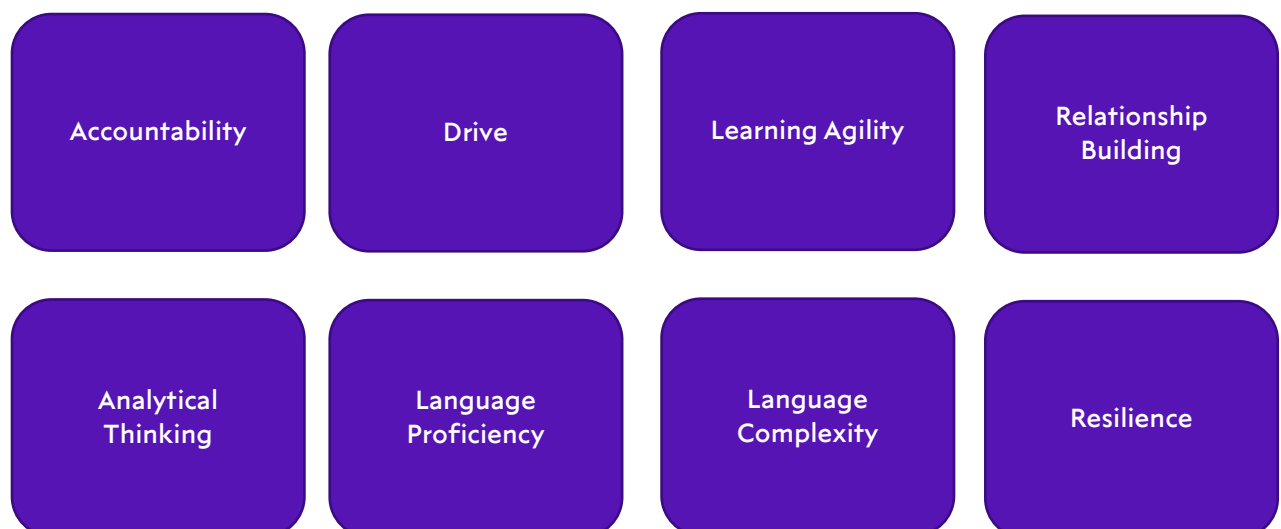 Accountability
Drive
Learning Agility
Relationship
Building
Analytical
Thinking
Language
Proficiency
Language
Complexity
Resilience